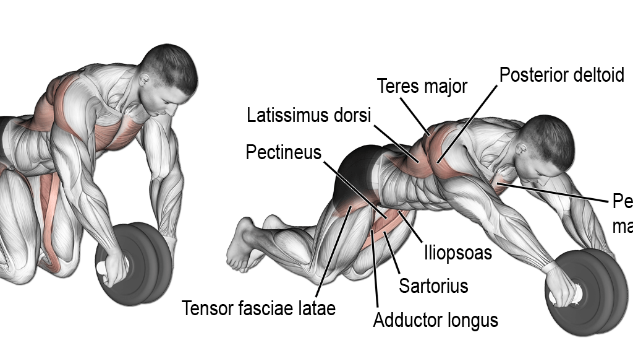 Posterior deltoid
Teres major
Latissimus dorsi
Pectineus
Iliopsoas
Sartorius
Tensor fasciae latae
Adductor longus